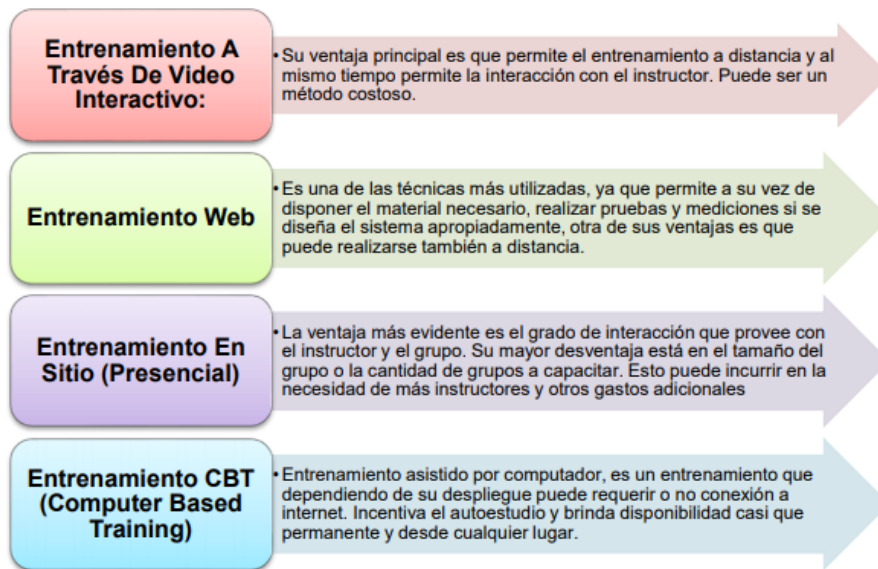 Entrenamiento A
Través De Video
Interactivo:
• Su ventaja principal es que permite el entrenamiento a distancia y al
mismo tiempo permite la interacción con el instructor. Puede ser un
método costoso.
Entrenamiento Web
• Es una de las técnicas más utilizadas, ya que permite a su vez de
disponer el material necesario, realizar pruebas y mediciones si se
diseña el sistema apropiadamente, otra de sus ventajas es que
puede realizarse también a distancia.
Entrenamiento En
Sitio (Presencial)
• La ventaja más evidente es el grado de interacción que provee con
el instructor y el grupo. Su mayor desventaja está en el tamaño del
grupo o la cantidad de grupos a capacitar. Esto puede incurrir en la
necesidad de más instructores y otros gastos adicionales
Entrenamiento CBT
(Computer Based
Training)
• Entrenamiento asistido por computador, es un entrenamiento que
dependiendo de su despliegue puede requerir o no conexión a
internet. Incentiva el autoestudio y brinda disponibilidad casi que
permanente y desde cualquier lugar.